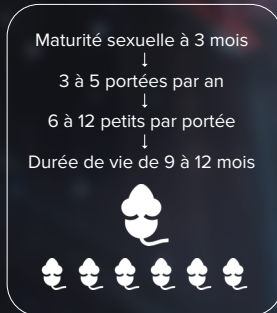 Maturité sexuelle à 3 mois
↓
3 à 5 portées par an
↓
6 à 12 petits par portée
↓
Durée de vie de 9 à 12 mois